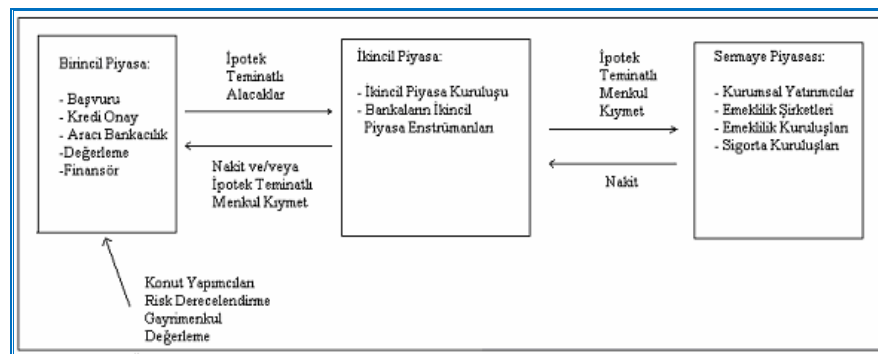 Birincil Piyasa:
- Başvuru
- Kredi Onay
- Aracı Bankacılık
-Değerleme
-Finansör
İpotek
Teminatlı
Alacaklar
Nakit ve/veya
İpotek Teminatlı
Menkul Kıymet
İkincil Piyasa:
- İkincil Piyasa Kuruluşu
- Bankaların İkincil
Piyasa Enstrümanları
İpotek
Teminatlı
Menkul
Kıymet
Nakit
Sermaye Piyasası:
- Kurumsal Yatırımcılar
- Emeklilik Şirketleri
- Emeklilik Kuruluşları
- Sigorta Kuruluşları
Konut Yapımcıları
Risk Derecelendirme
Gayrimenkul
Değerleme